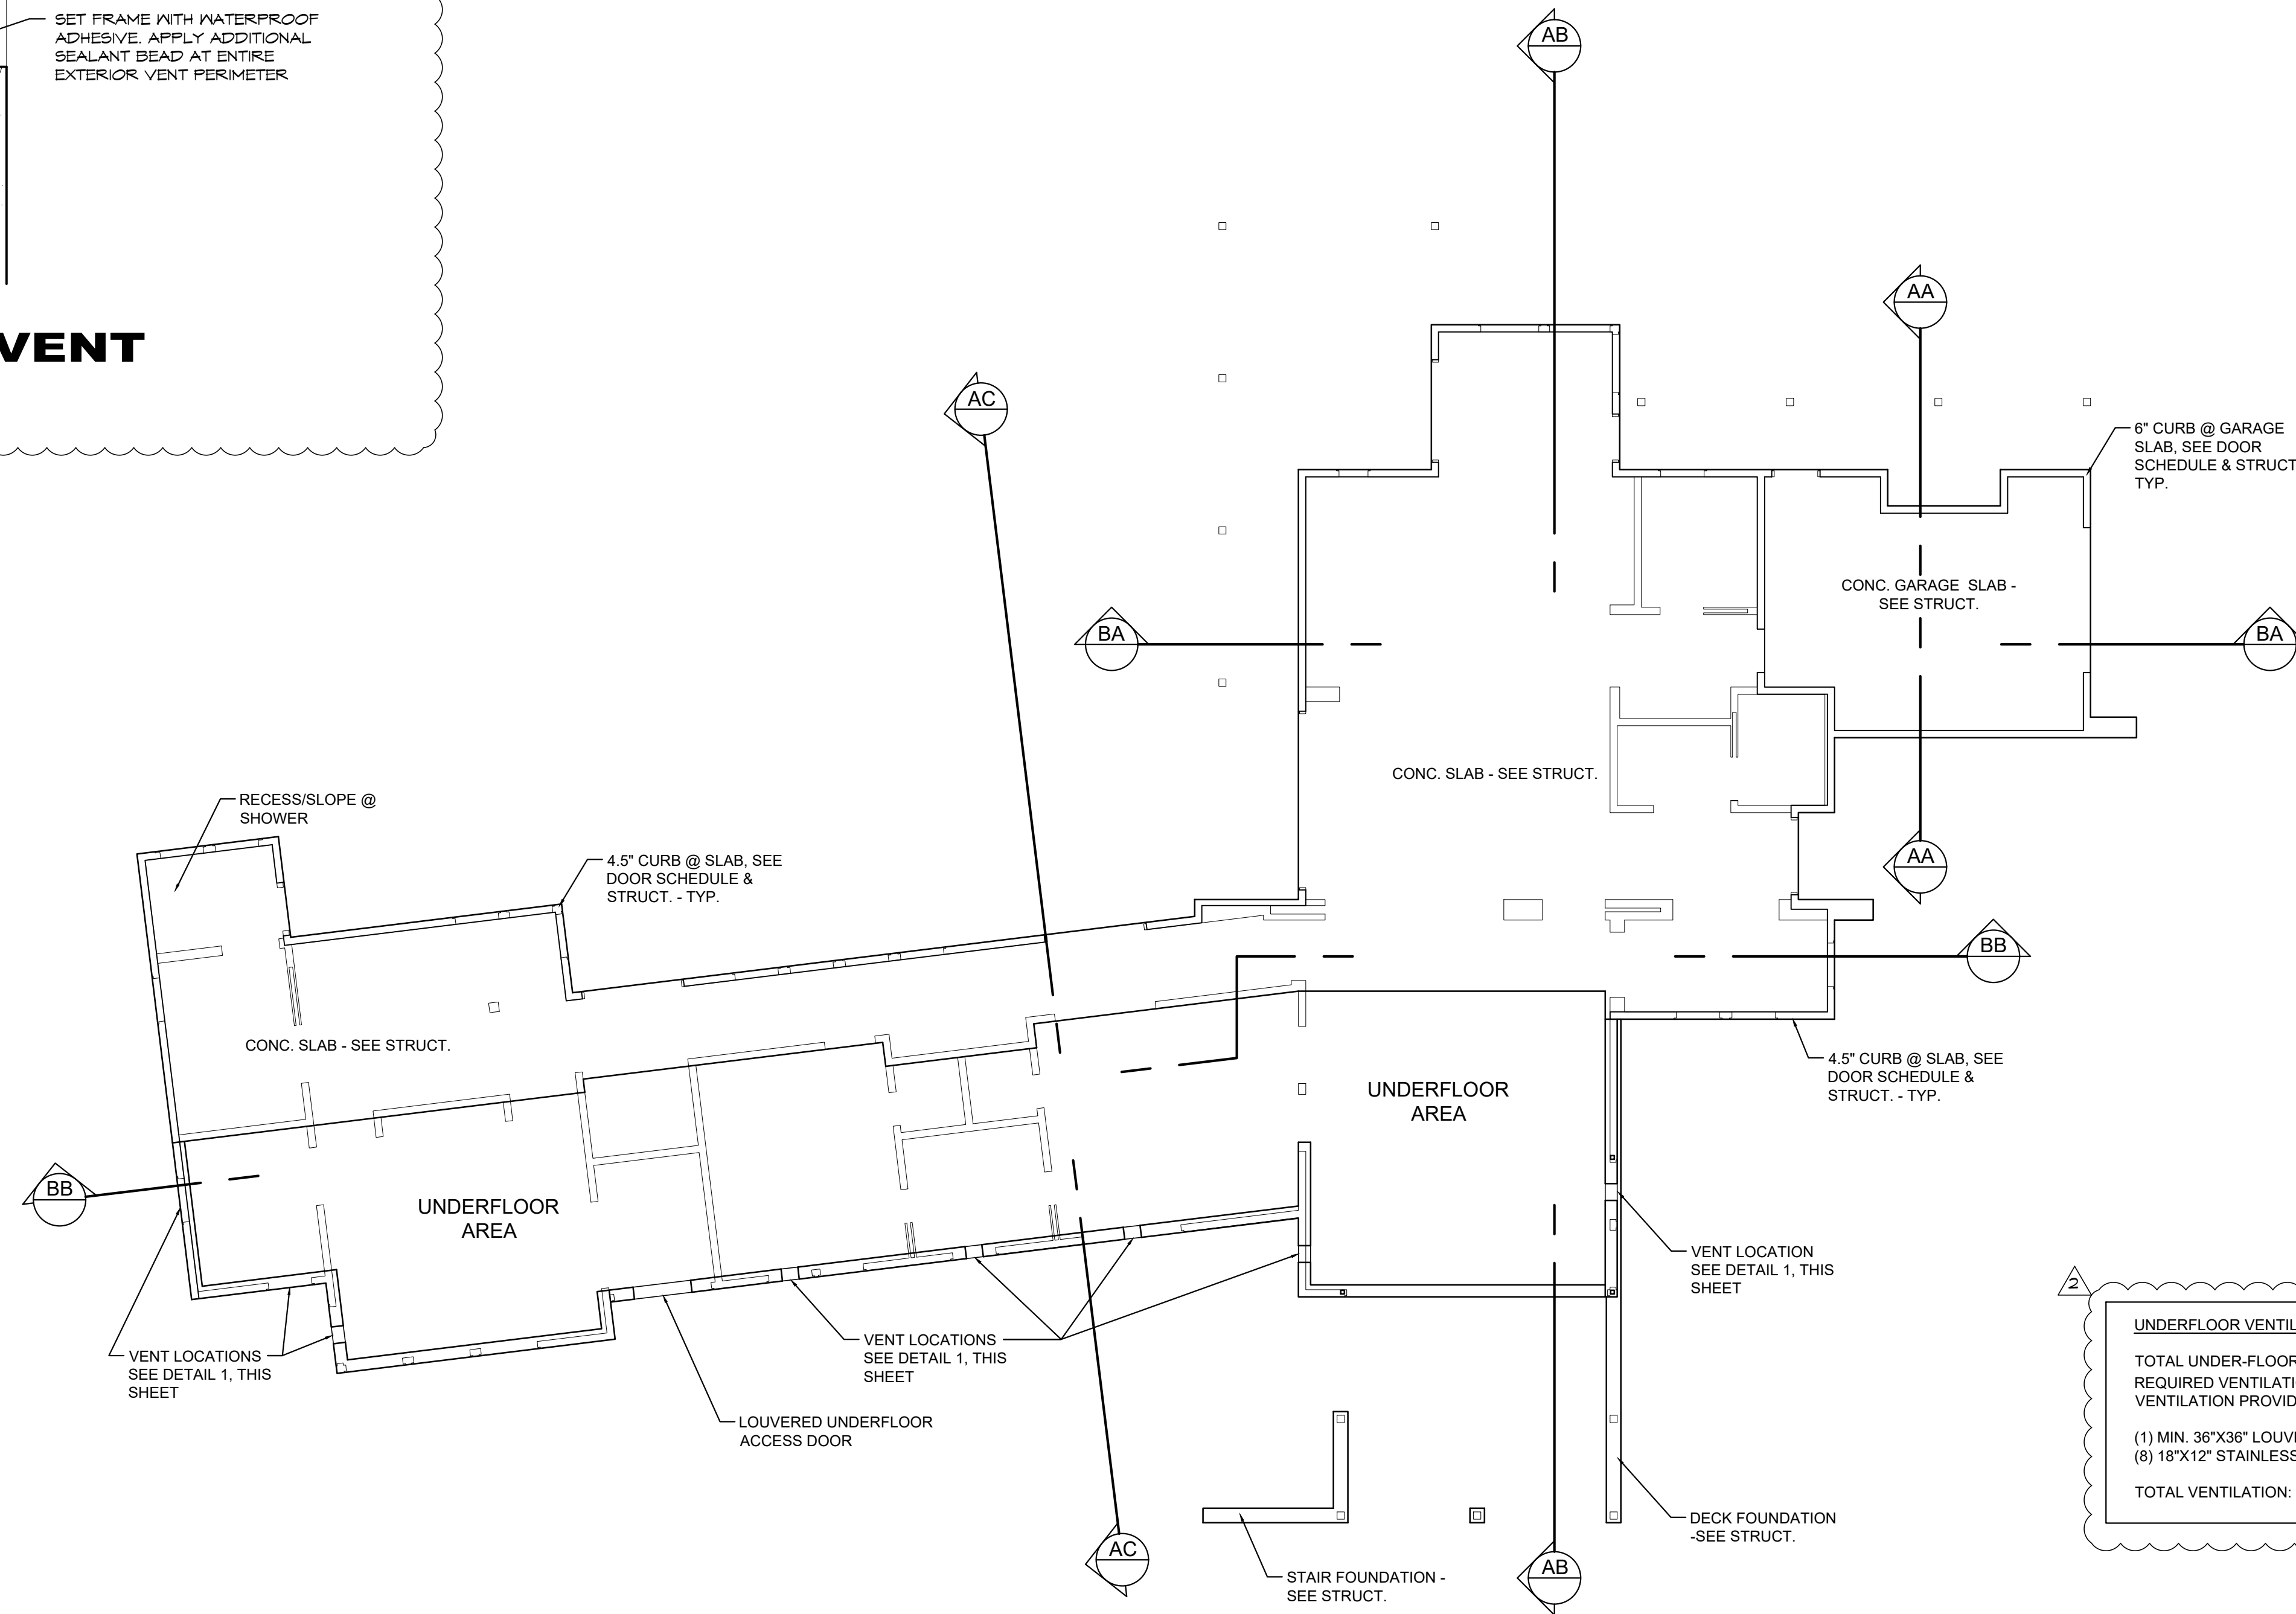 SET FRAME WITH WATERPROOF
ADHESIVE. APPLY ADDITIONAL
SEALANT BEAD AT ENTIRE
EXTERIOR VENT PERIMETER
VENT
AB
AA
AC
6" CURB @ GARAGE
SLAB, SEE DOOR
SCHEDULE & STRUCT
TYP.
CONC. GARAGE SLAB -
SEE STRUCT.
BA
BA
CONC. SLAB - SEE STRUCT.
RECESS/SLOPE @
SHOWER
4.5" CURB @ SLAB, SEE
DOOR SCHEDULE &
STRUCT. - TYP.
AA
BB
CONC. SLAB - SEE STRUCT.
4.5" CURB @ SLAB, SEE
DOOR SCHEDULE &
STRUCT. - TYP.
UNDERFLOOR
AREA
BB
UNDERFLOOR
AREA
VENT LOCATION
SEE DETAIL 1, THIS
SHEET
VENT LOCATIONS
SEE DETAIL 1, THIS
SHEET
VENT LOCATIONS
SEE DETAIL 1, THIS
SHEET
LOUVERED UNDERFLOOR
ACCESS DOOR
2
UNDERFLOOR VENTIL
TOTAL UNDER-FLOOR
REQUIRED VENTILATI
VENTILATION PROVID
(1) MIN. 36"X36" LOUV
(8) 18"X12" STAINLESS
TOTAL VENTILATION:
DECK FOUNDATION
-SEE STRUCT.
AC
AB
STAIR FOUNDATION -
SEE STRUCT.